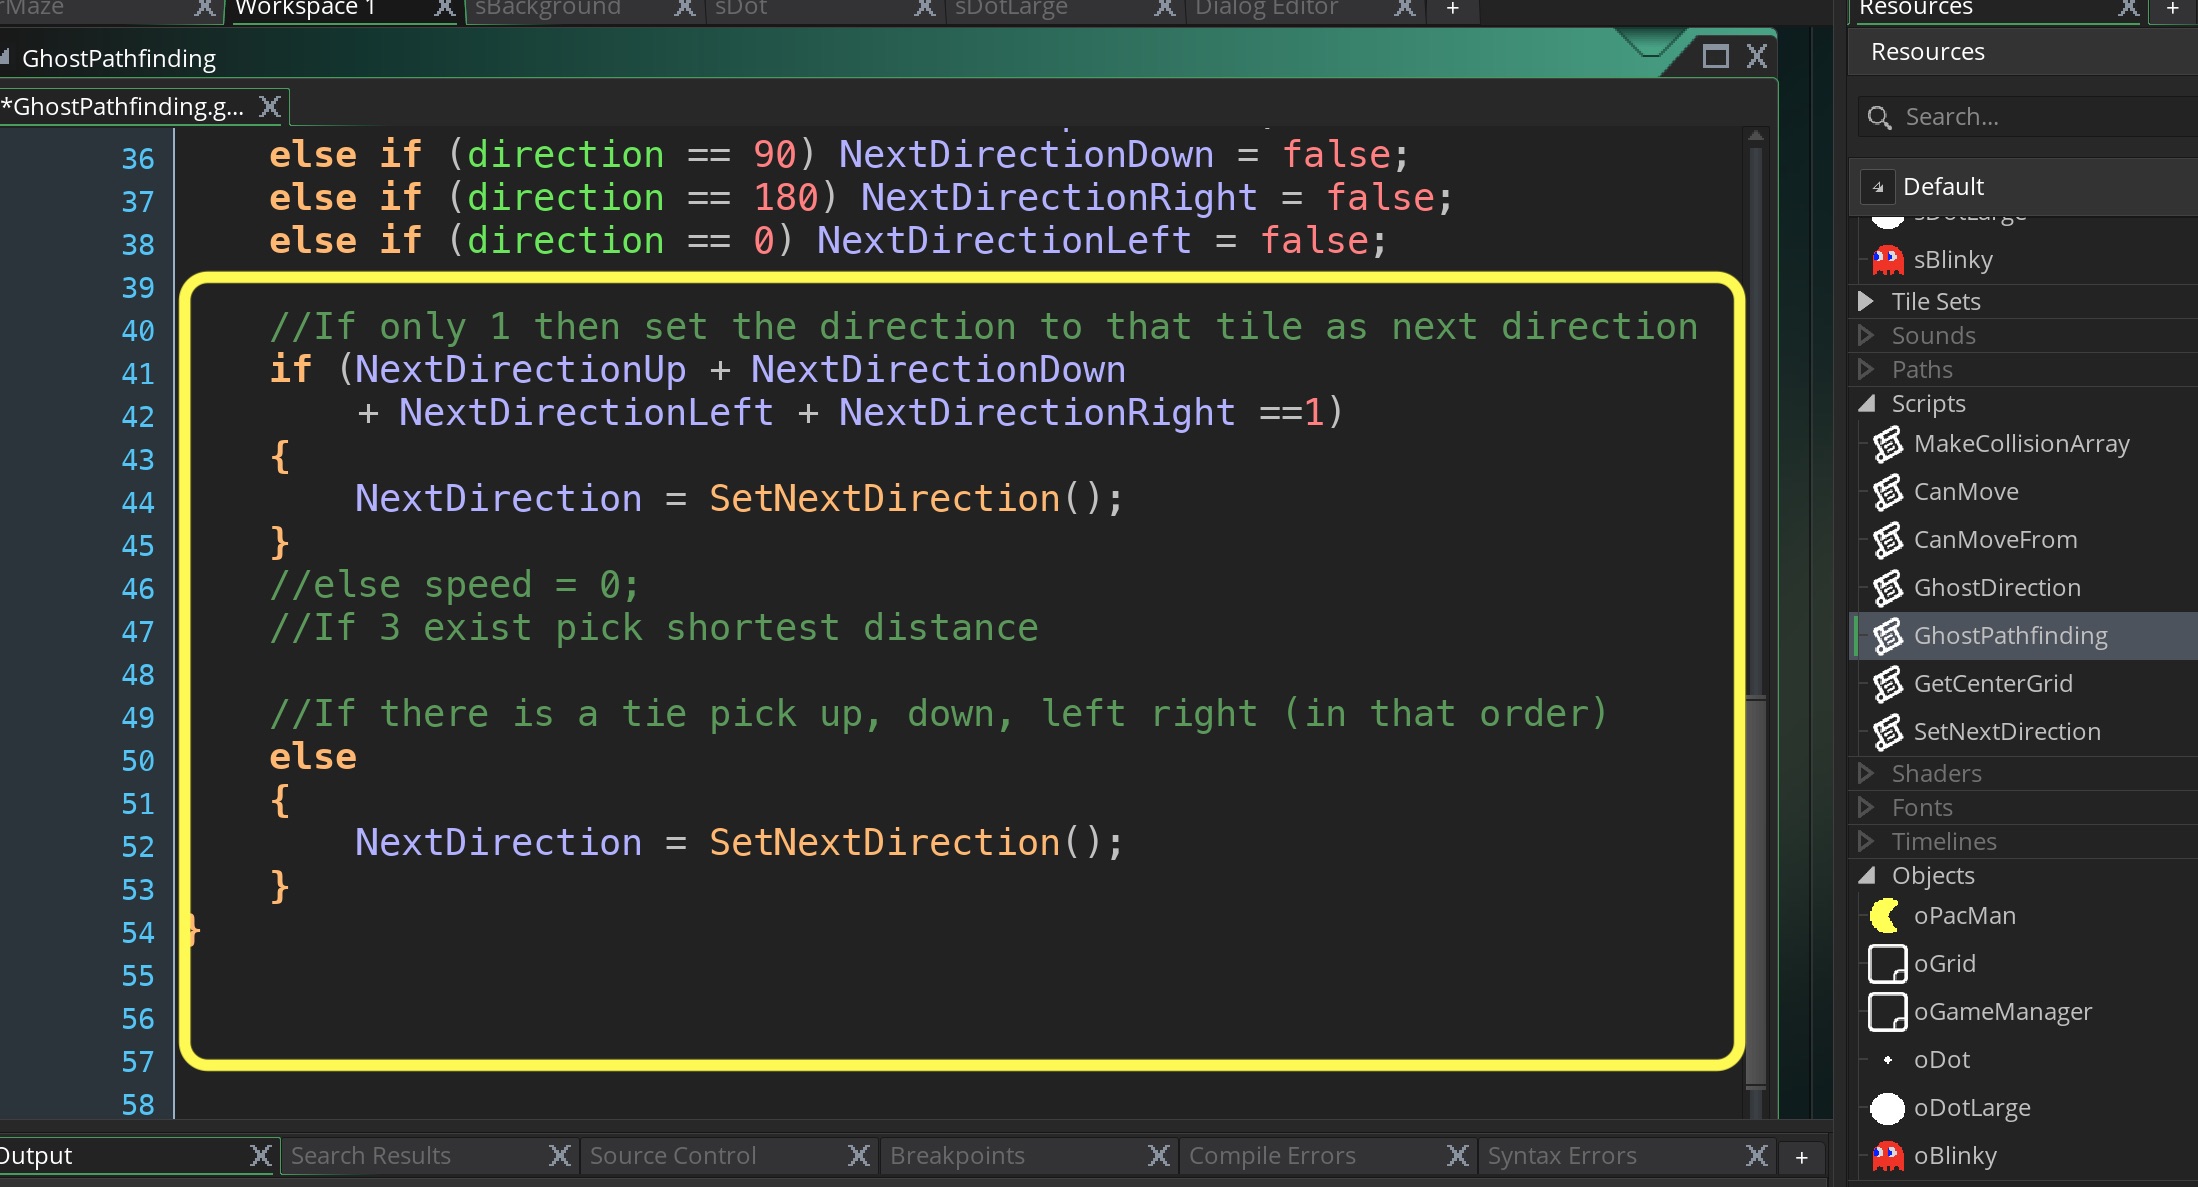 rMaze
Workspace 1
sBackground
sDot
sDotLarge
Dialog Editor
+
GhostPathfinding
*GhostPathfinding.g...
36 else if (direction == 90) NextDirectionDown = false;
37 else if (direction == 180) NextDirectionRight = false;
38 else if (direction == 0) NextDirectionLeft = false;
39
40 //If only 1 then set the direction to that tile as next direction
41 if (NextDirectionUp + NextDirectionDown
42 + NextDirectionLeft + NextDirectionRight ==1)
43 {
44 NextDirection = SetNextDirection();
45 }
46 //else speed = 0;
47 //If 3 exist pick shortest distance
48
49 //If there is a tie pick up, down, left right (in that order)
50 else
51 {
52 NextDirection = SetNextDirection();
53 }
54 }
55
56
57
58
Output
Search Results
Source Control
Breakpoints
Compile Errors
Syntax Errors
+
Resources
+
Resources
Search...
Default
sDotLarge
sBlinky
Tile Sets
Sounds
Paths
Scripts
MakeCollisionArray
CanMove
CanMoveFrom
GhostDirection
GhostPathfinding
GetCenterGrid
SetNextDirection
Shaders
Fonts
Timelines
Objects
oPacMan
oGrid
oGameManager
oDot
oDotLarge
oBlinky